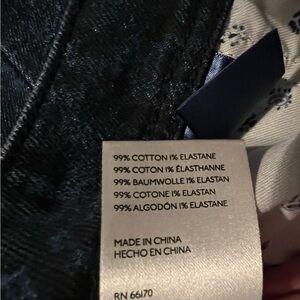 99% COTTON 1% ELASTANE
99% COTON 1% ÉLASTHANNE
99% BAUMWOLLE 1% ELASTAN
99% COTONE 1% ELASTAN
99% ALGODÓN 1% ELASTANE
MADE IN CHINA
HECHO EN CHINA
RN 66170